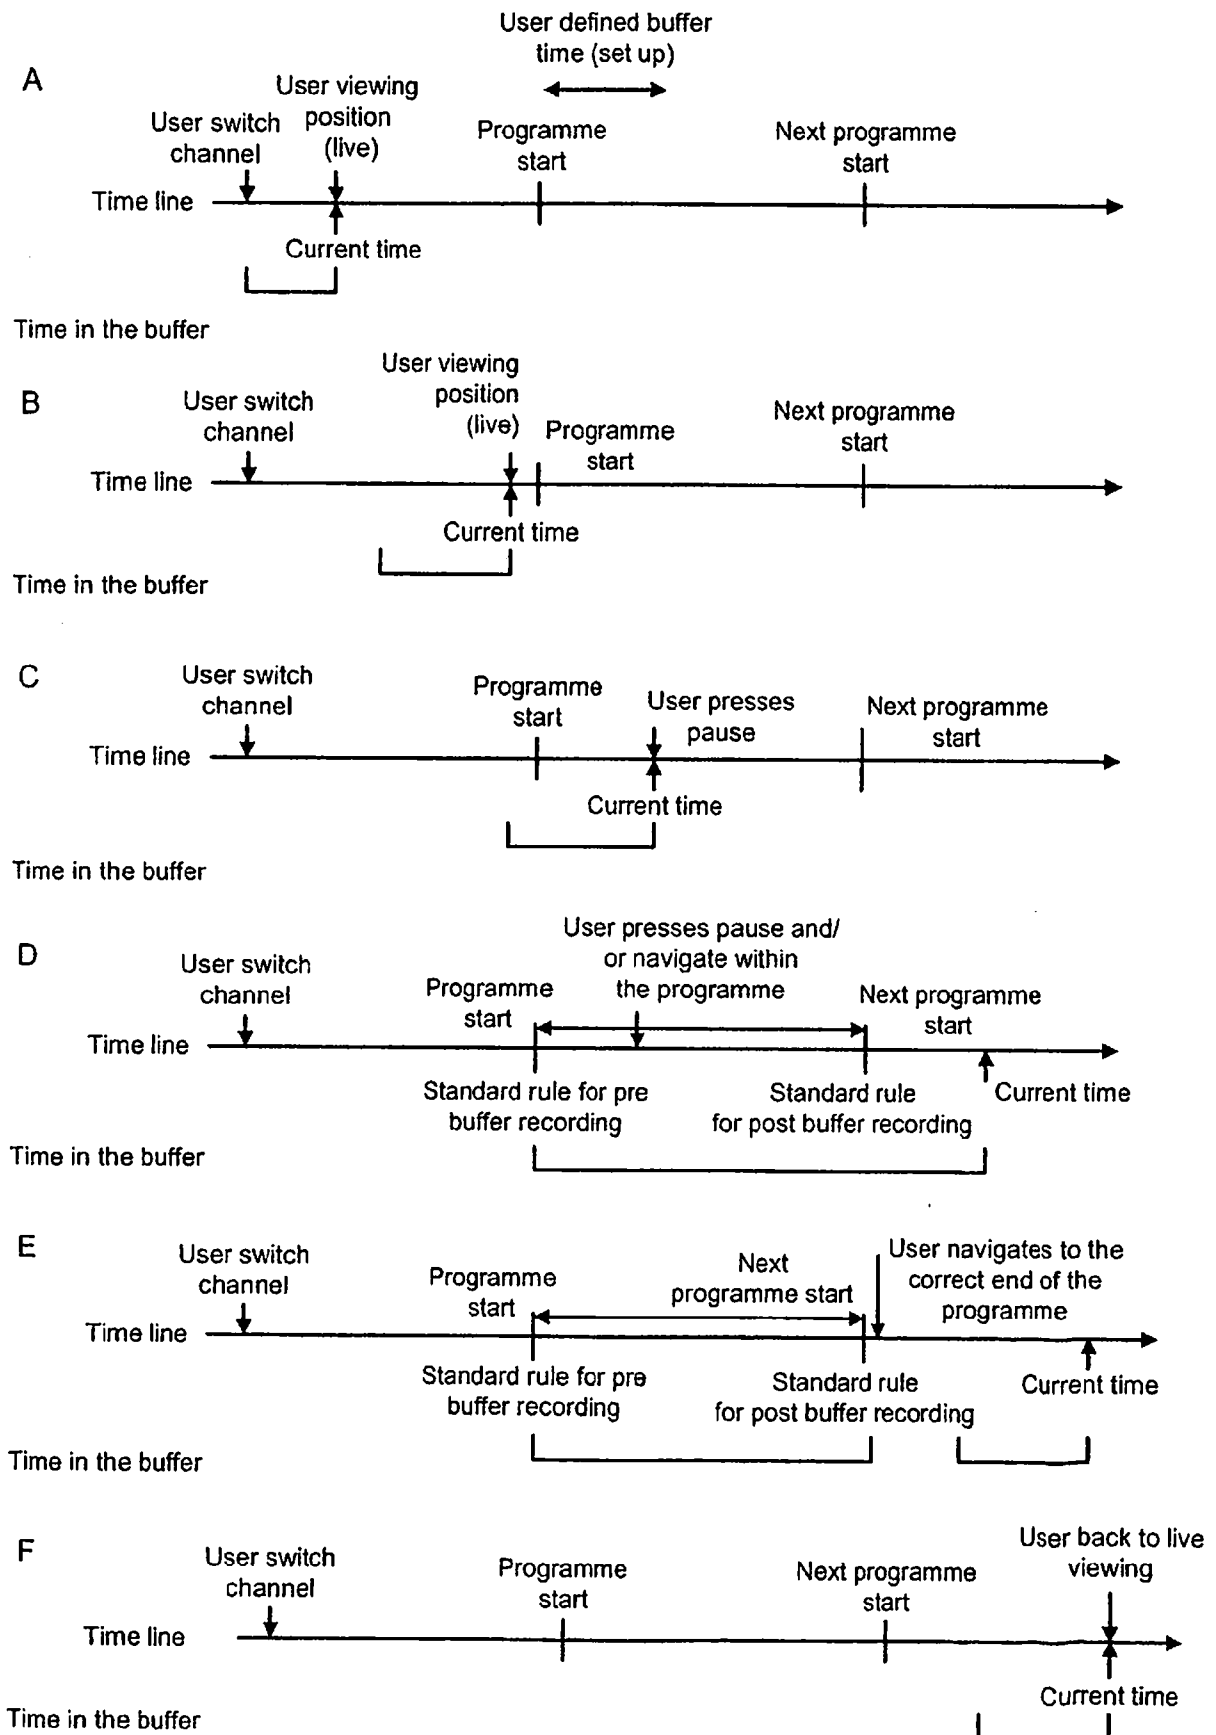 User defined buffer
time (set up)
A
User viewing
position
(live)
User switch
channel
Programme
start
Next programme
start
Time line
Current time
Time in the buffer
B
User switch
channel
User viewing
position
(live)
Programme
start
Next programme
start
Time line
Current time
Time in the buffer
C
User switch
channel
Programme
start
User presses
pause
Next programme
start
Time line
Current time
Time in the buffer
D
User switch
channel
Programme
start
User presses pause and/
or navigate within
the programme
Next programme
start
Time line
Standard rule for pre
buffer recording
Standard rule
for post buffer recording
Current time
Time in the buffer
E
User switch
channel
Programme
start
Next
programme start
User navigates to the
correct end of the
programme
Time line
Standard rule for pre
buffer recording
Standard rule
for post buffer recording
Current time
Time in the buffer
F
User switch
channel
Programme
start
Next programme
start
User back to live
viewing
Time line
Current time
Time in the buffer